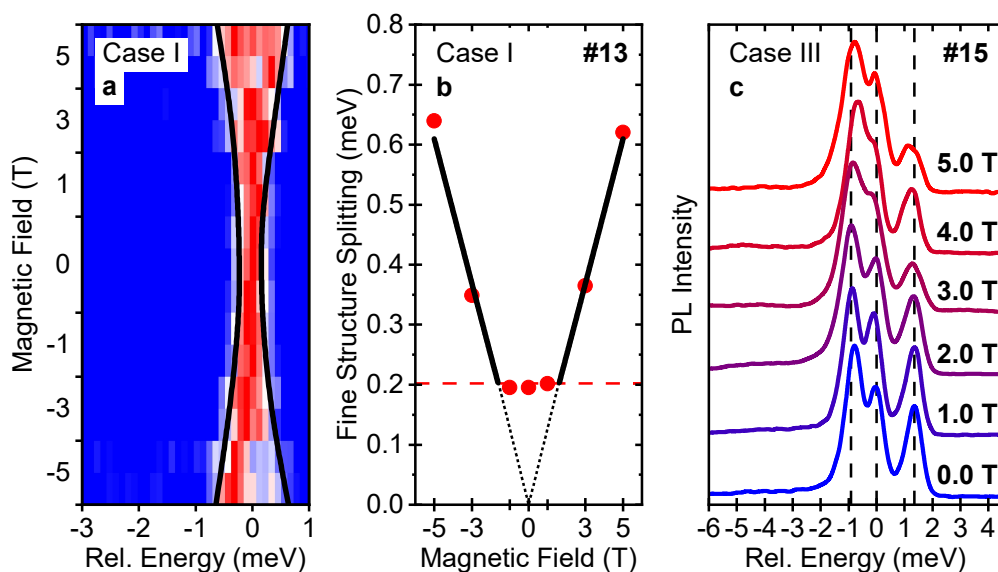 Case I
a
Magnetic Field (T)
5
3
1
0
-1
-3
-5
-3 -2 -1 0 1
Rel. Energy (meV)
Case I #13
b
Fine Structure Splitting (meV)
0.8
0.7
0.6
0.5
0.4
0.3
0.2
0.1
0.0
-5 -3 -1 1 3 5
Magnetic Field (T)
Case III #15
c
PL Intensity
5.0 T
4.0 T
3.0 T
2.0 T
1.0 T
0.0 T
-6 -5 -4 -3 -2 -1 0 1 2 3 4
Rel. Energy (meV)